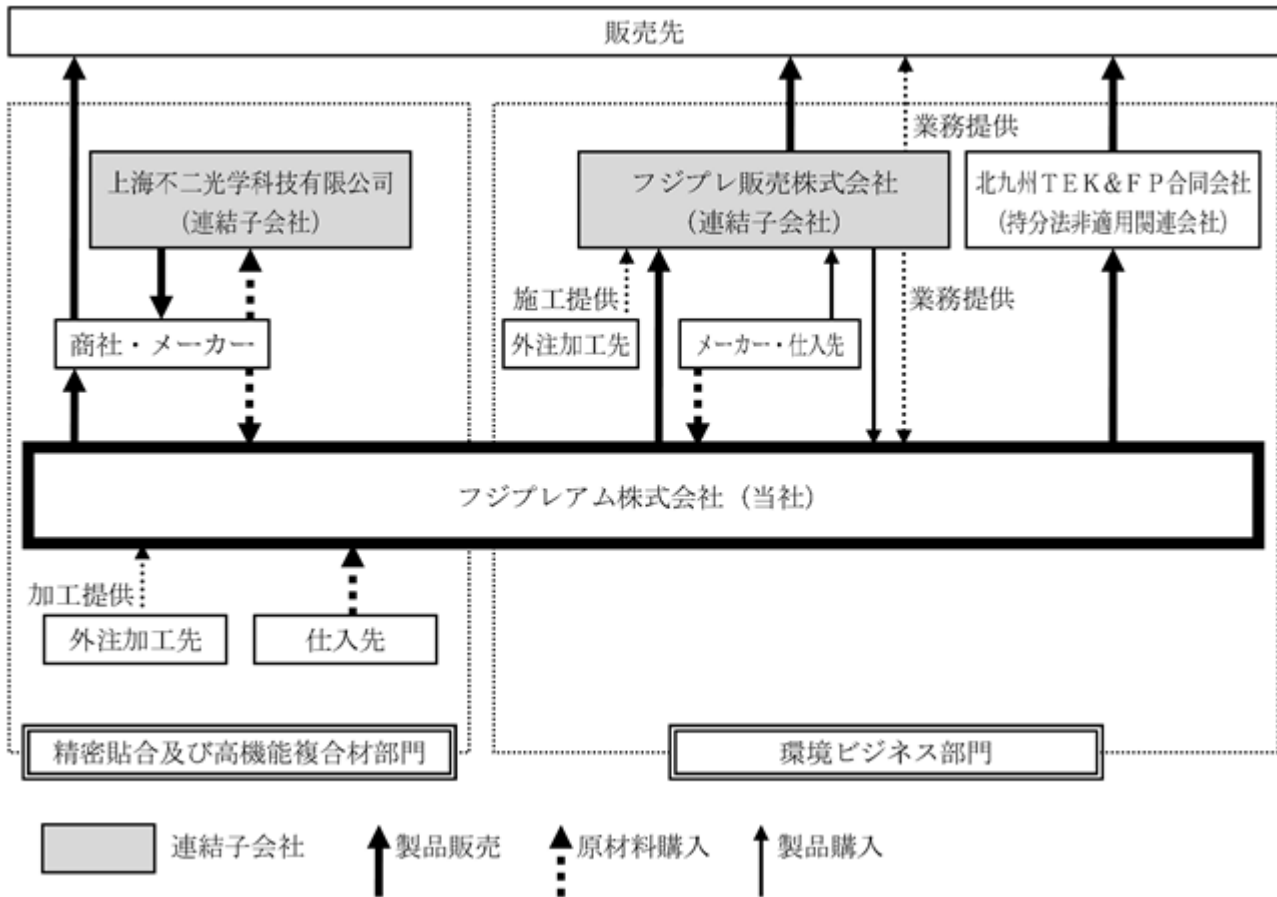 販売先
業務提供
上海不二光学科技有限公司
(連結子会社)
フジプレ販売株式会社
(連結子会社)
北九州TEK&FP合同会社
(持分法非適用関連会社)
施工提供
業務提供
商社・メーカー
外注加工先
メーカー・仕入先
フジプレアム株式会社(当社)
加工提供
外注加工先
仕入先
精密貼合及び高機能複合材部門
環境ビジネス部門
連結子会社
製品販売
原材料購入
製品購入